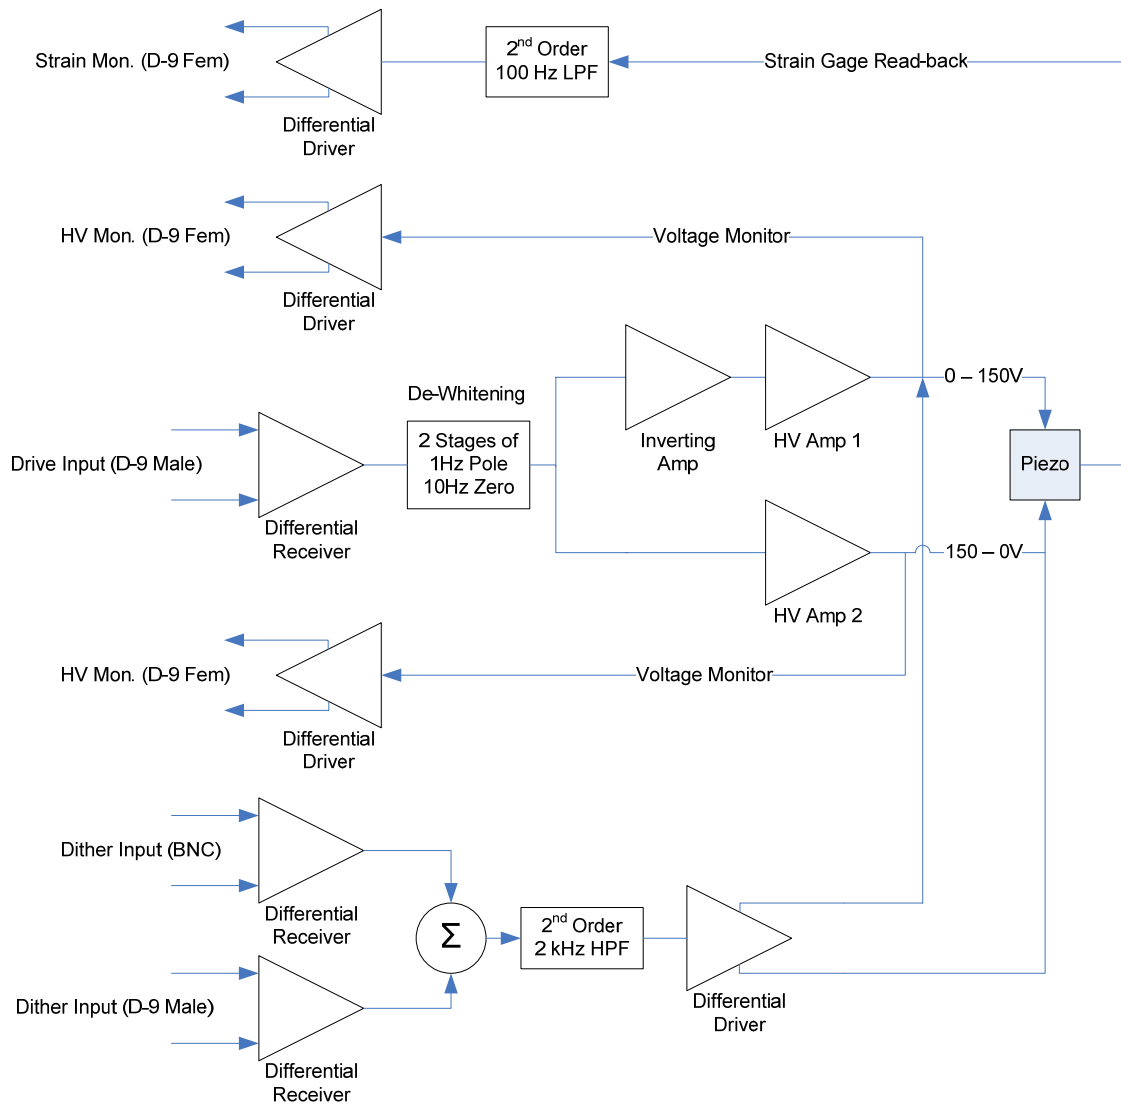 2nd Order
100 Hz LPF
Strain Mon. (D-9 Fem)
Strain Gage Read-back
Differential
Driver
HV Mon. (D-9 Fem)
Voltage Monitor
Differential
Driver
De-Whitening
0 – 150V
2 Stages of
1Hz Pole
10Hz Zero
Inverting
Amp
HV Amp 1
Drive Input (D-9 Male)
Piezo
Differential
Receiver
150 – 0V
HV Amp 2
HV Mon. (D-9 Fem)
Voltage Monitor
Differential
Driver
Dither Input (BNC)
Differential
Receiver
Σ
2nd Order
2 kHz HPF
Dither Input (D-9 Male)
Differential
Driver
Differential
Receiver